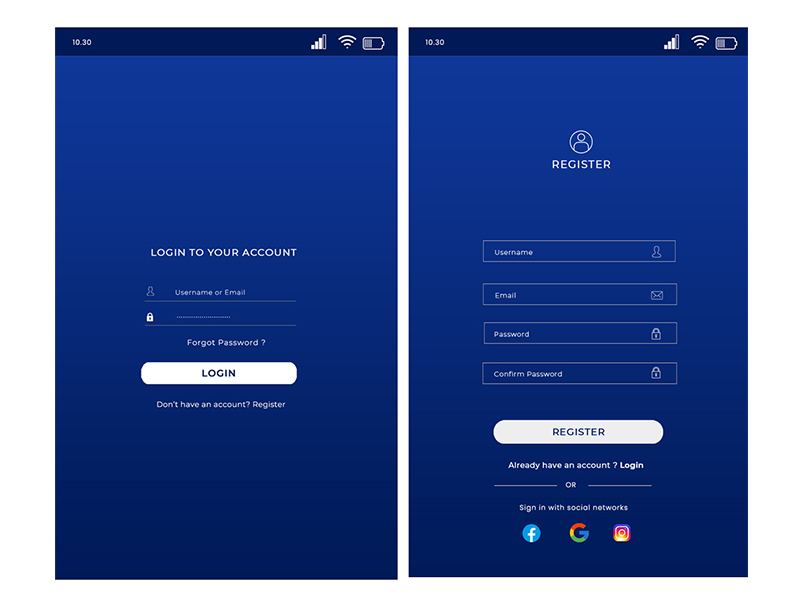 10.30
LOGIN TO YOUR ACCOUNT
Username or Email
Forgot Password ?
LOGIN
Don't have an account? Register
10.30
REGISTER
Username
Email
Password
Confirm Password
REGISTER
Already have an account ? Login
OR
Sign in with social networks